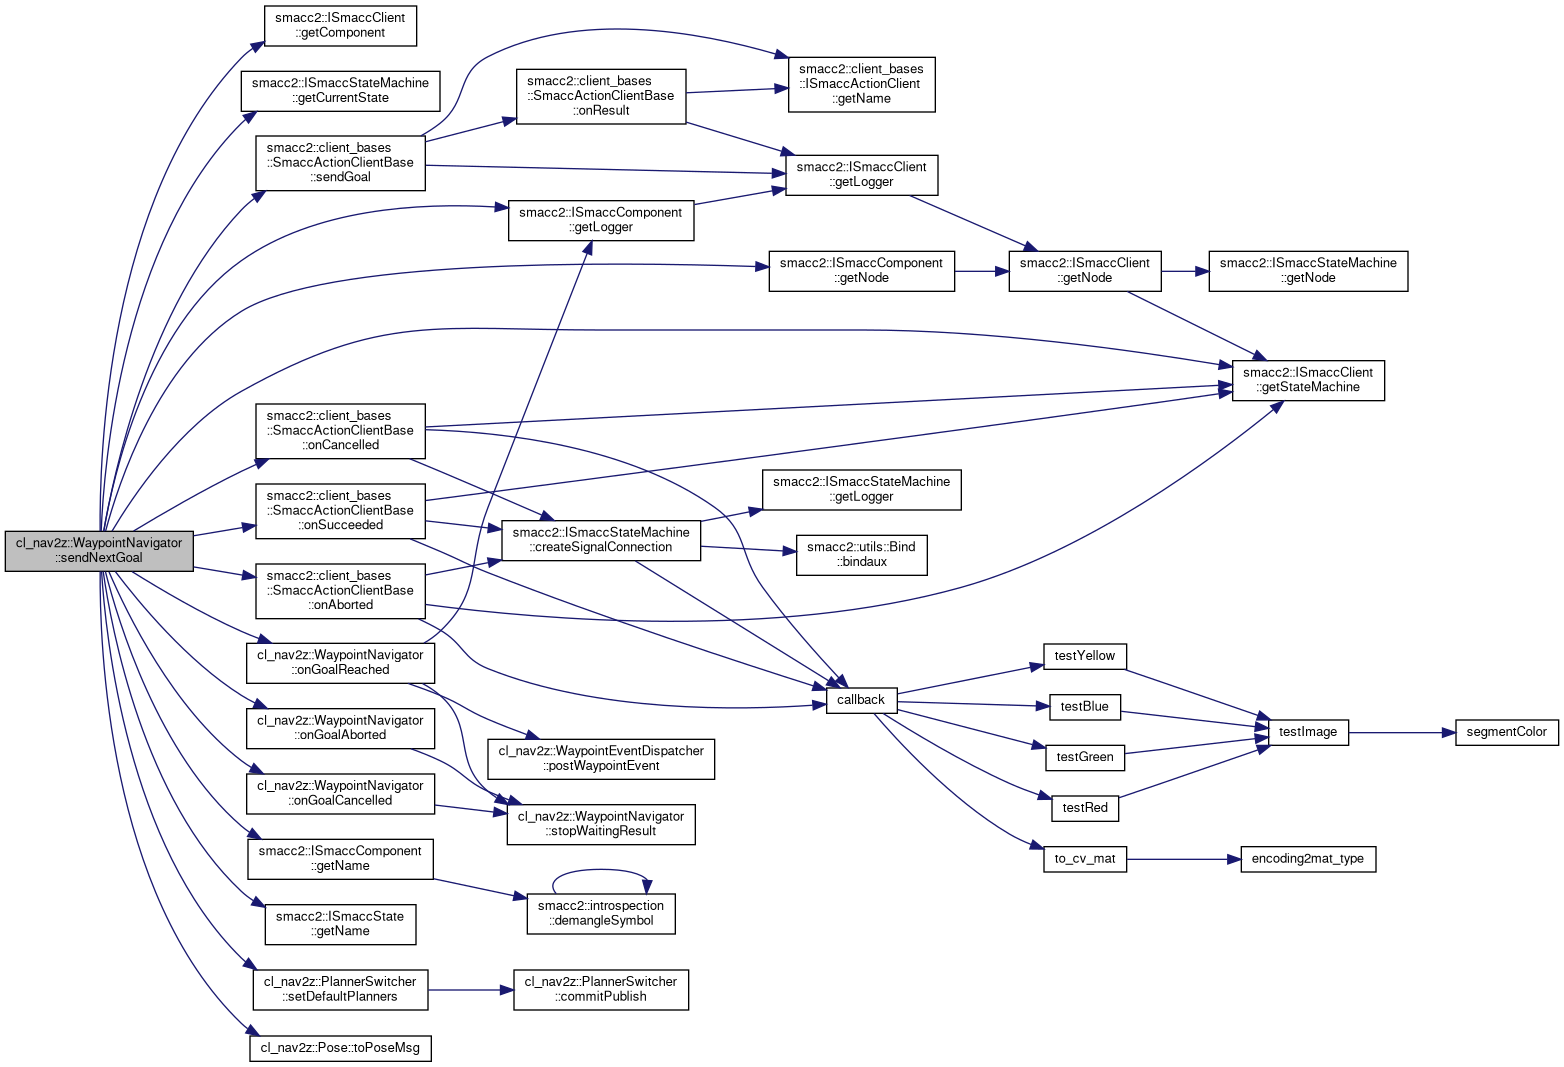 smacc2::ISmaccClient
::getComponent
smacc2::ISmaccStateMachine
::getCurrentState
smacc2::client_bases
::SmaccActionClientBase
::sendGoal
smacc2::client_bases
::SmaccActionClientBase
::onResult
smacc2::client_bases
::ISmaccActionClient
::getName
smacc2::ISmaccClient
::getLogger
smacc2::ISmaccComponent
::getLogger
smacc2::ISmaccComponent
::getNode
smacc2::ISmaccClient
::getNode
smacc2::ISmaccStateMachine
::getNode
smacc2::ISmaccClient
::getStateMachine
smacc2::client_bases
::SmaccActionClientBase
::onCancelled
smacc2::client_bases
::SmaccActionClientBase
::onSucceeded
smacc2::ISmaccStateMachine
::getLogger
smacc2::ISmaccStateMachine
::createSignalConnection
smacc2::utils::Bind
::bindaux
cl_nav2z::WaypointNavigator
::sendNextGoal
smacc2::client_bases
::SmaccActionClientBase
::onAborted
cl_nav2z::WaypointNavigator
::onGoalReached
callback
testYellow
testBlue
testGreen
testRed
to_cv_mat
testImage
segmentColor
encoding2mat_type
cl_nav2z::WaypointNavigator
::onGoalAborted
cl_nav2z::WaypointEventDispatcher
::postWaypointEvent
cl_nav2z::WaypointNavigator
::onGoalCancelled
cl_nav2z::WaypointNavigator
::stopWaitingResult
smacc2::ISmaccComponent
::getName
smacc2::introspection
::demangleSymbol
smacc2::ISmaccState
::getName
cl_nav2z::PlannerSwitcher
::setDefaultPlanners
cl_nav2z::PlannerSwitcher
::commitPublish
cl_nav2z::Pose::toPoseMsg